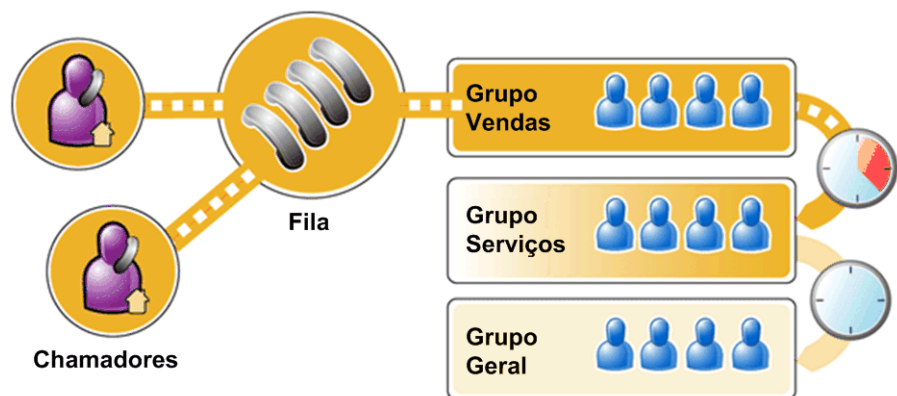 Grupo
Vendas
Fila
Grupo
Serviços
Chamadores
Grupo
Geral